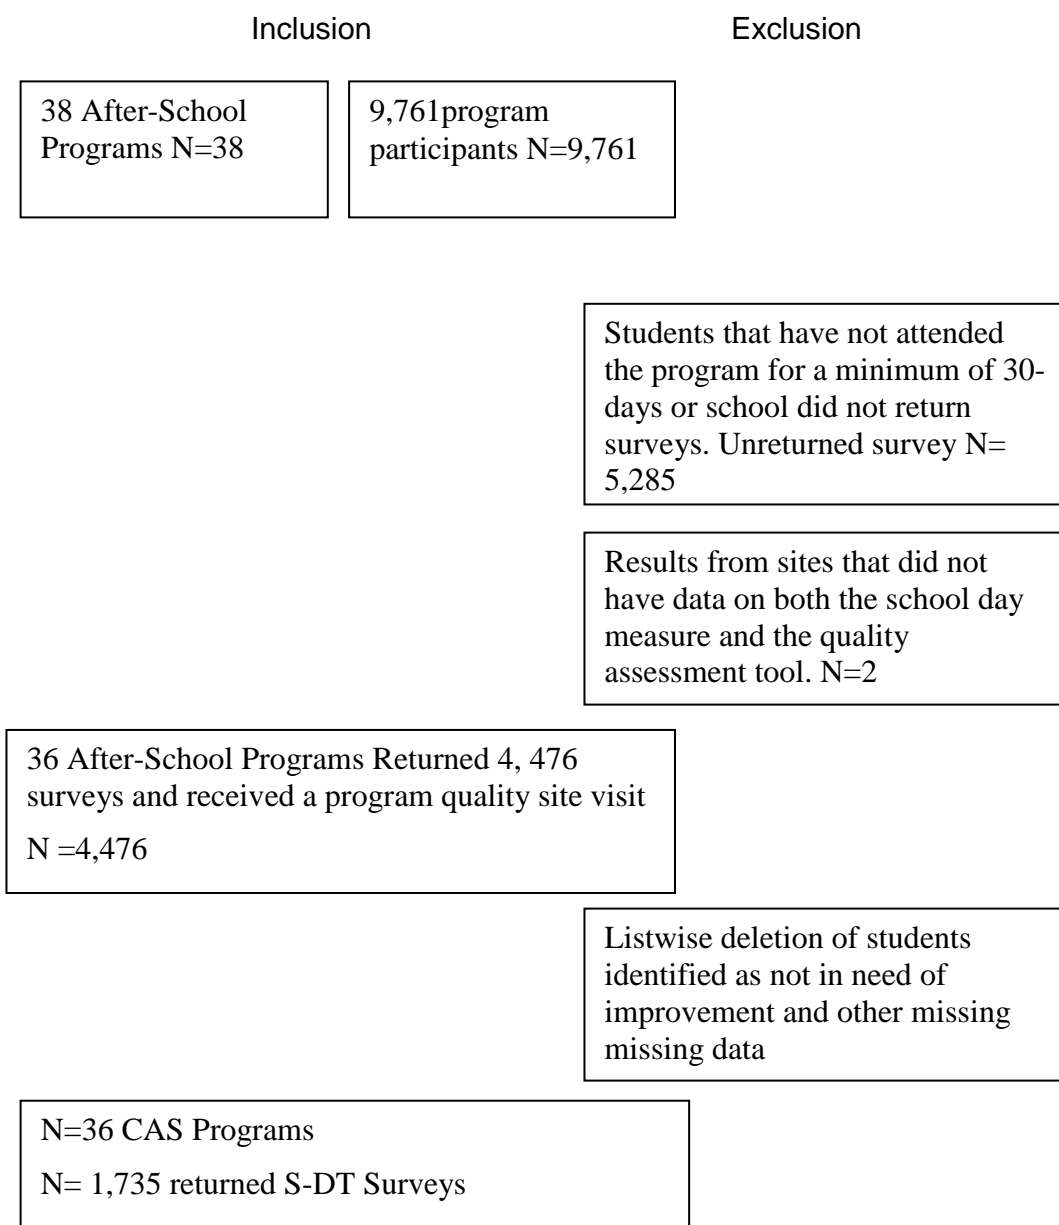 Inclusion
Exclusion
38 After-School
Programs N=38
9,761program
participants N=9,761
Students that have not attended
the program for a minimum of 30-
days or school did not return
surveys. Unreturned survey N=
5,285
Results from sites that did not
have data on both the school day
measure and the quality
assessment tool. N=2
36 After-School Programs Returned 4, 476
surveys and received a program quality site visit
N =4,476
Listwise deletion of students
identified as not in need of
improvement and other missing
missing data
N=36 CAS Programs
N= 1,735 returned S-DT Surveys